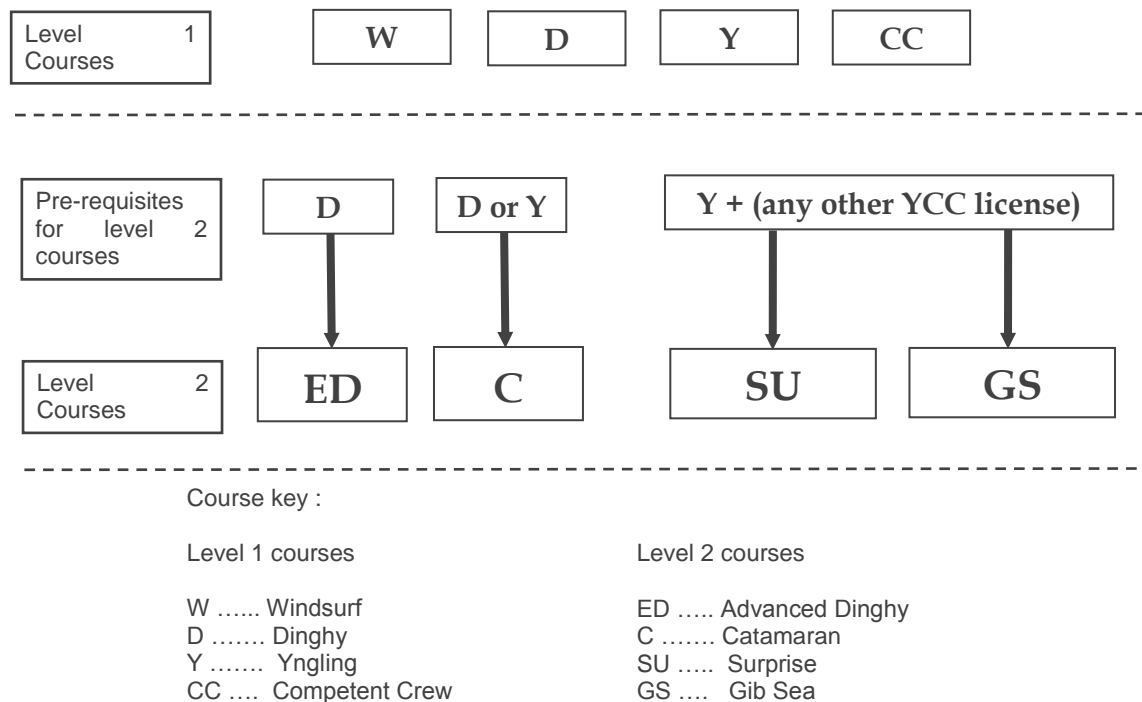 Level 1
Courses
W
D
Y
CC
Pre-requisites
for level 2
courses
D
D or Y
Y + (any other YCC license)
Level 2
Courses
ED
C
SU
GS
Course key :
Level 1 courses
Level 2 courses
W …... Windsurf
ED ….. Advanced Dinghy
D ……. Dinghy
C ……. Catamaran
Y ……. Yngling
SU ….. Surprise
CC …. Competent Crew
GS …. Gib Sea